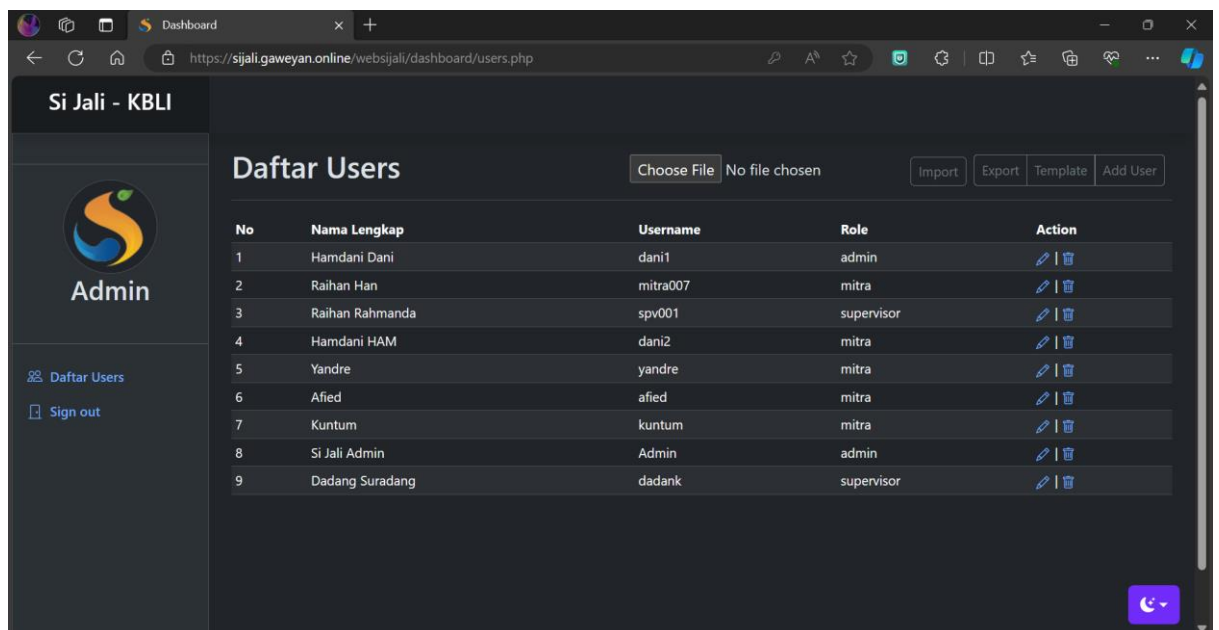 Dashboard
https://sijali.gaweyan.online/websijali/dashboard/users.php
Si Jali - KBLI
Admin
Daftar Users
Sign out
Daftar Users Choose File No file chosen Import Export Template Add User
No Nama Lengkap Username Role Action
1 Hamdani Dani dani1 admin |
2 Raihan Han mitra007 mitra |
3 Raihan Rahmanda spv001 supervisor |
4 Hamdani HAM dani2 mitra |
5 Yandre yandre mitra |
6 Afied afied mitra |
7 Kuntum kuntum mitra |
8 Si Jali Admin Admin admin |
9 Dadang Suradang dadank supervisor |